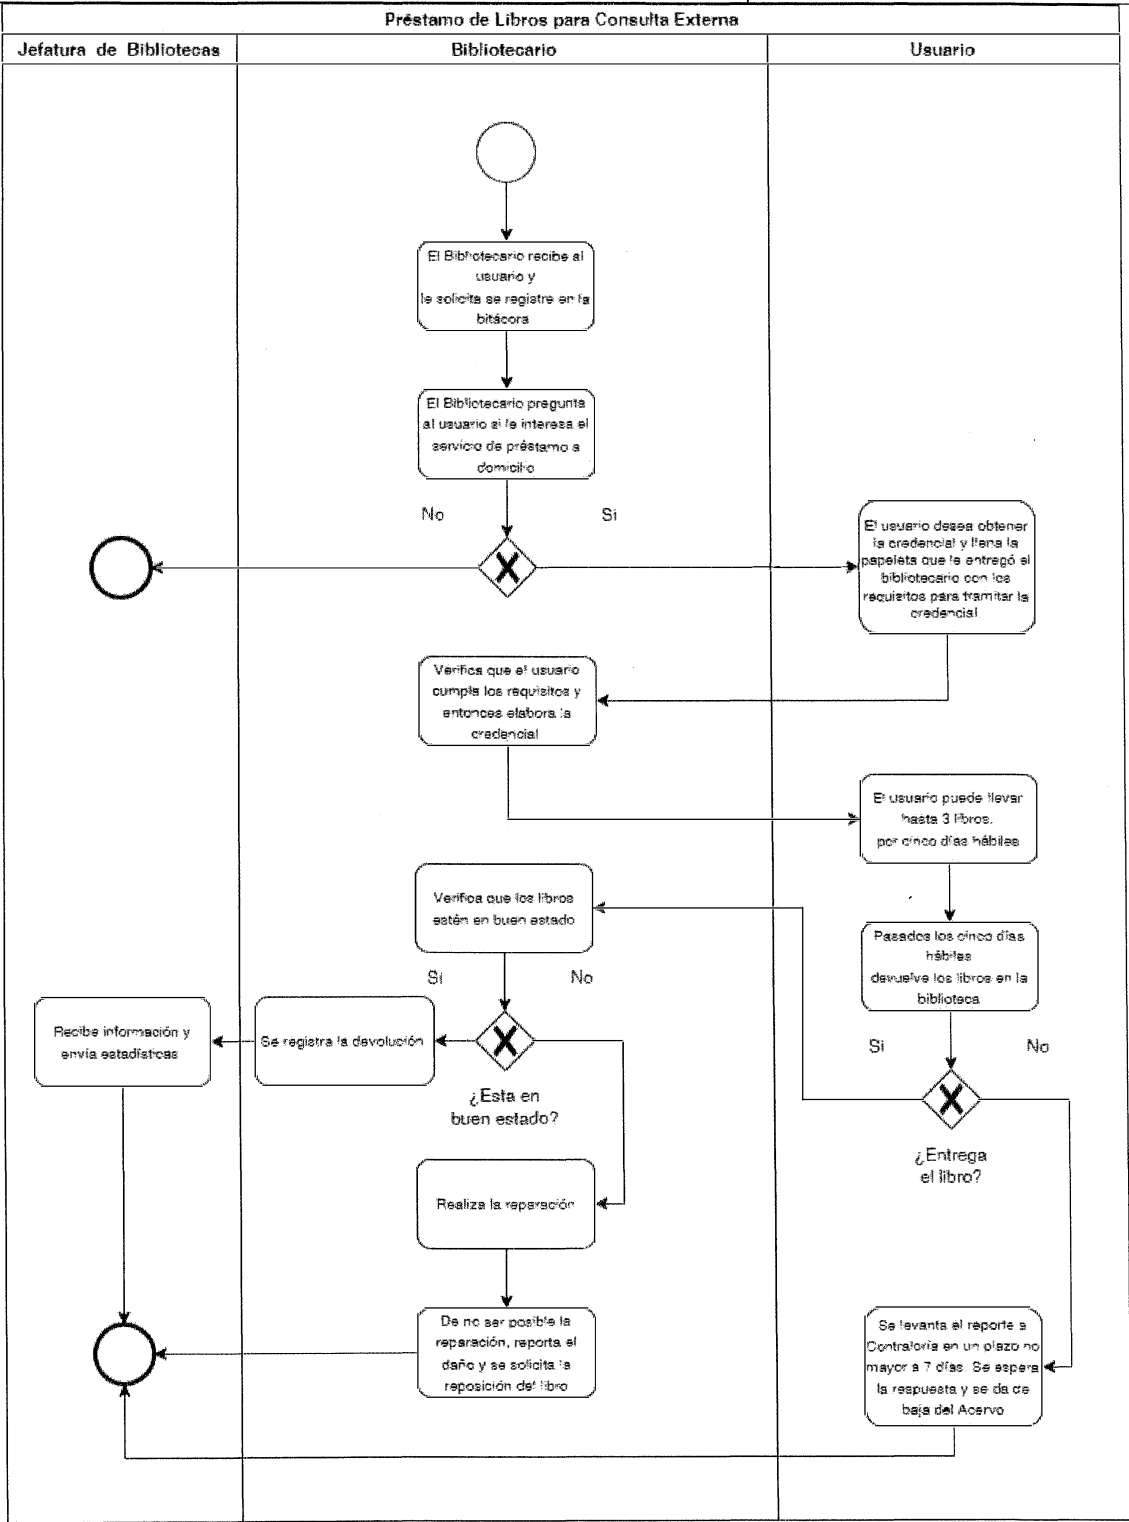 Préstamo de Libros para Consulta Externa
Jefatura de Bibliotecas
Bibliotecario
Usuario
El Bibliotecario recibe al
usuario y
le solicita se registre en la
bitácora
El Bibliotecario pregunta
al usuario si le interesa el
servicio de préstamo a
domicilio
No
Si
El usuario desea obtener
la credencial y llena la
papeleta que le entregó el
bibliotecario con los
requisitos para tramitar la
credencial
Verifica que el usuario
cumpla los requisitos y
entonces elabora la
credencial
El usuario puede llevar
hasta 3 libros,
por cinco días hábiles
Verifica que los libros
estén en buen estado
Pasados los cinco días
hábiles
devuelve los libros en la
biblioteca
Si
No
Recibe información y
envía estadísticas
Se registra la devolución
¿Esta en
buen estado?
Si
No
¿Entrega
el libro?
Realiza la reparación
De no ser posible la
reparación, reporta el
daño y se solicita la
reposición del libro
Se levanta el reporte a
Contraloría en un plazo no
mayor a 7 días. Se espera
la respuesta y se da de
baja del Acervo